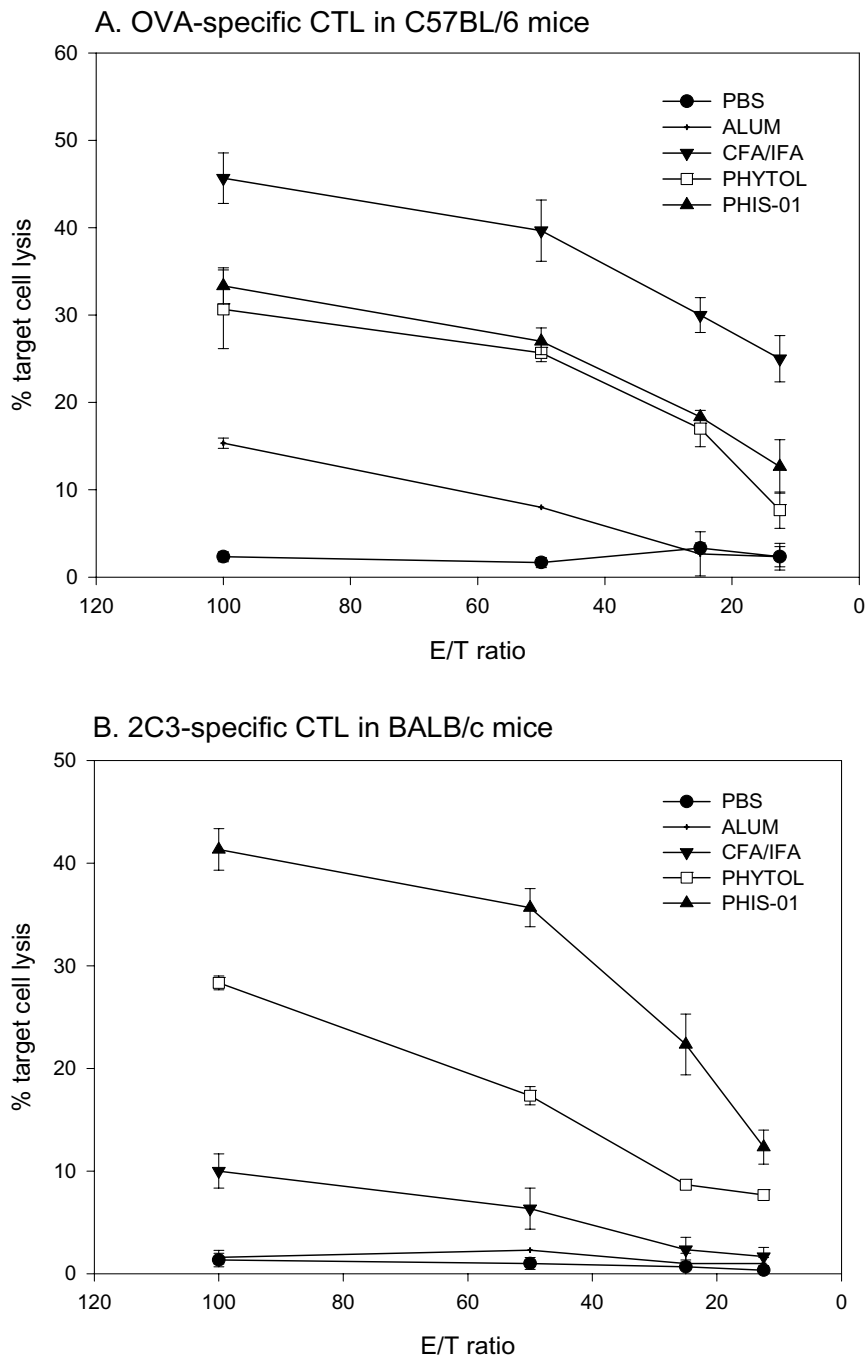 A. OVA-specific CTL in C57BL/6 mice
60
50
40
30
20
10
0
% target cell lysis
PBS
ALUM
CFA/IFA
PHYTOL
PHIS-01
120 100 80 60 40 20 0
E/T ratio
B. 2C3-specific CTL in BALB/c mice
50
40
30
20
10
0
% target cell lysis
PBS
ALUM
CFA/IFA
PHYTOL
PHIS-01
120 100 80 60 40 20 0
E/T ratio